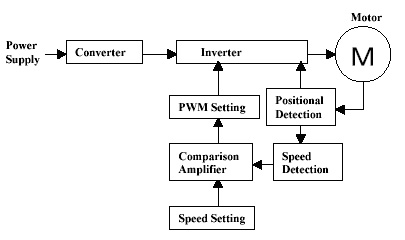 Motor
Power
Supply
Converter
Inverter
M
PWM Setting
Positional
Detection
Comparison
Amplifier
Speed
Detection
Speed Setting